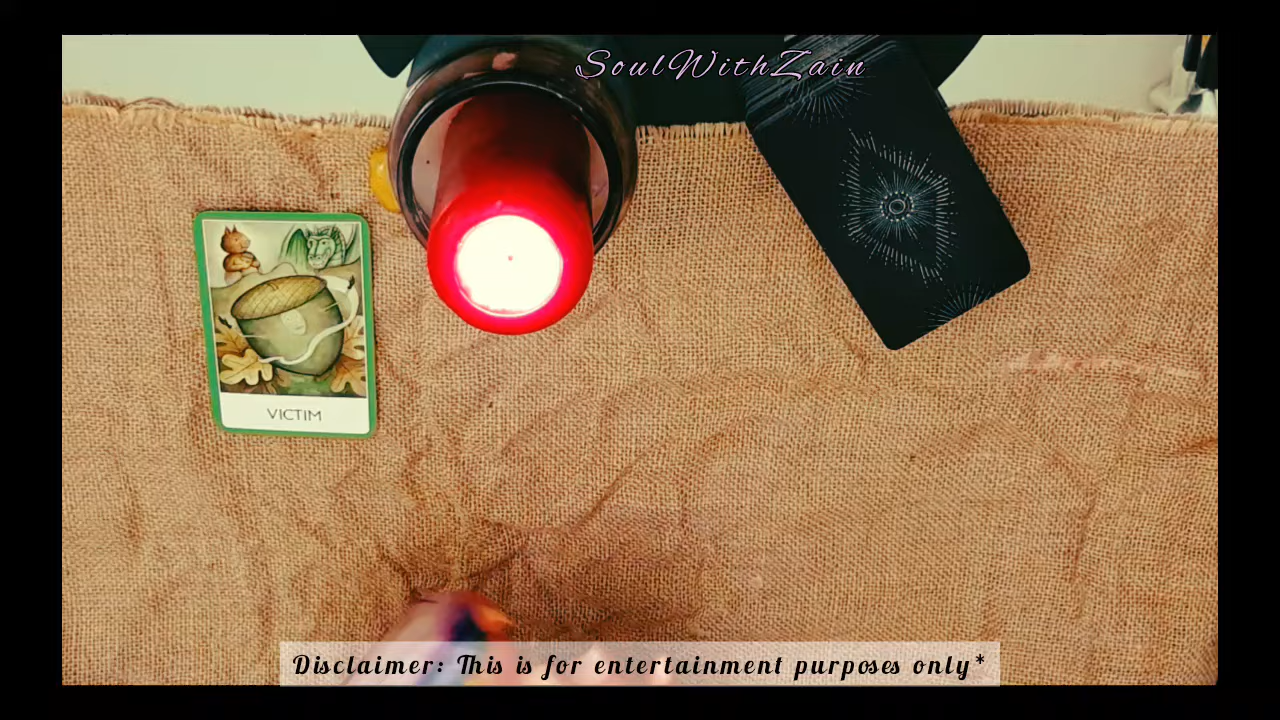 SoulWithZain
VICTIM
Disclaimer: This is for entertainment purposes only*